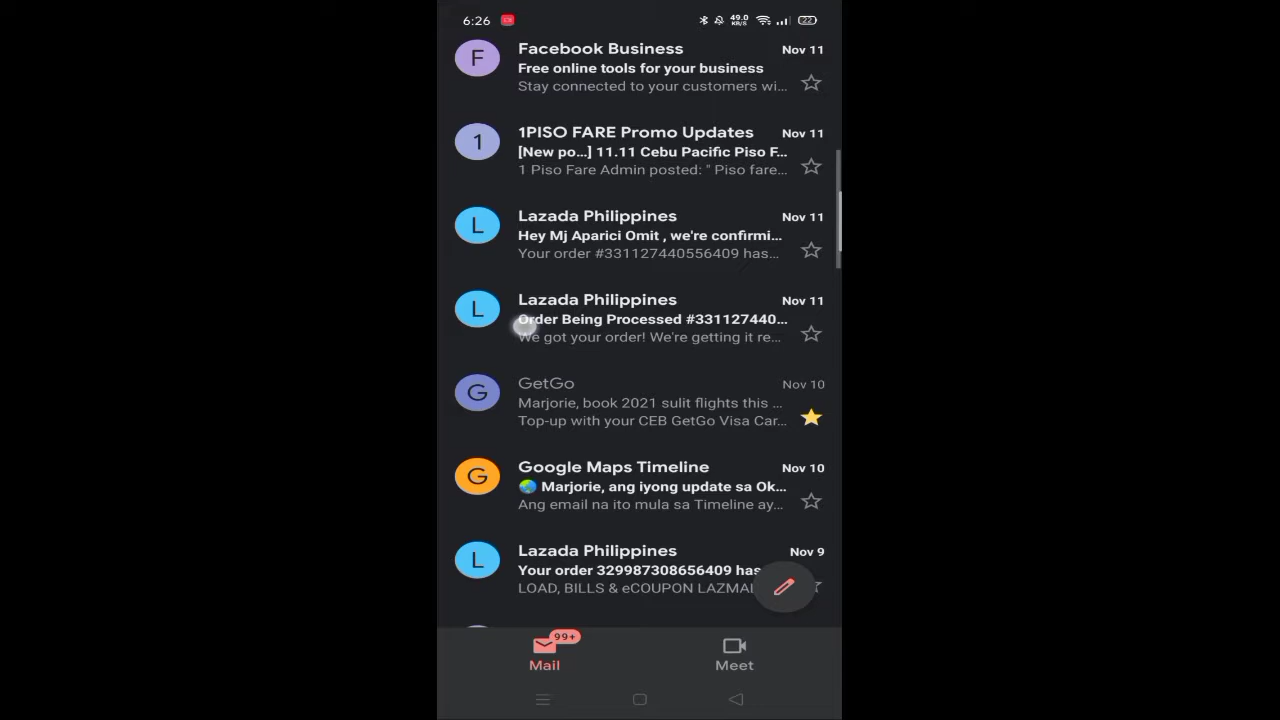 6:26
49.0
KB/S
22
F
Facebook Business
Nov 11
Free online tools for your business
Stay connected to your customers wi...
1
1PISO FARE Promo Updates
Nov 11
[New po...] 11.11 Cebu Pacific Piso F...
1 Piso Fare Admin posted: " Piso fare...
L
Lazada Philippines
Nov 11
Hey Mj Aparici Omit , we're confirmi...
Your order #331127440556409 has...
L
Lazada Philippines
Nov 11
Order Being Processed #331127440...
We got your order! We're getting it re...
G
GetGo
Nov 10
Marjorie, book 2021 sulit flights this ...
Top-up with your CEB GetGo Visa Car...
G
Google Maps Timeline
Nov 10
Marjorie, ang iyong update sa Ok...
Ang email na ito mula sa Timeline ay...
L
Lazada Philippines
Nov 9
Your order 329987308656409 has
LOAD, BILLS & eCOUPON LAZMAL
99+
Mail
Meet